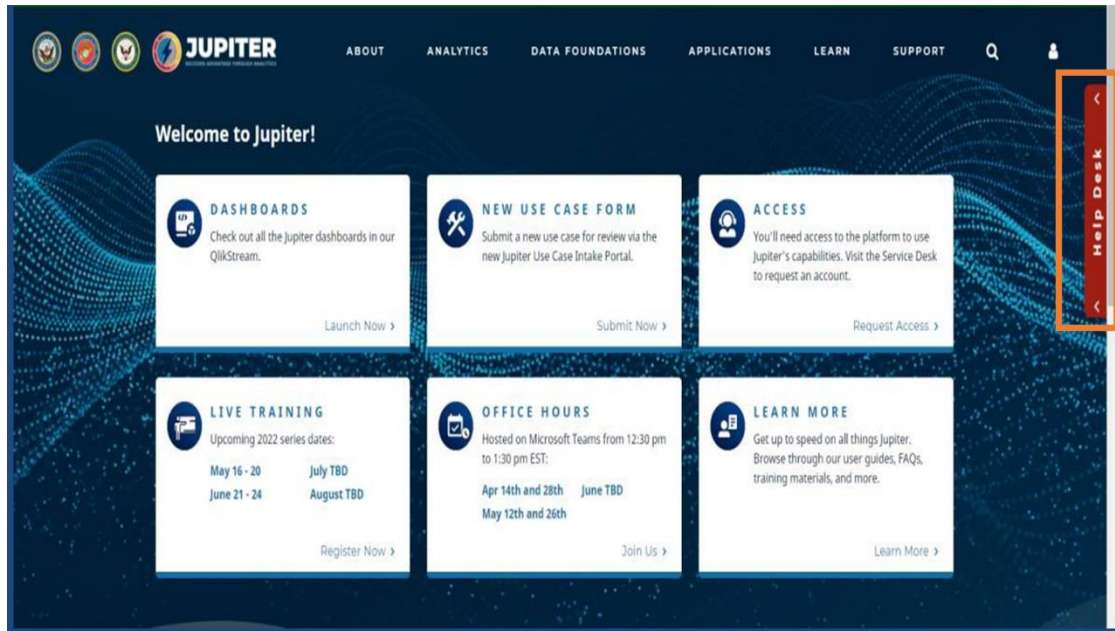 JUPITER
DECISION ADVANTAGE THROUGH ANALYTICS
ABOUT
ANALYTICS
DATA FOUNDATIONS
APPLICATIONS
LEARN
SUPPORT
Help Desk
Welcome to Jupiter!
DASHBOARDS
Check out all the Jupiter dashboards in our
QlikStream.
Launch Now >
NEW USE CASE FORM
Submit a new use case for review via the
new Jupiter Use Case Intake Portal.
Submit Now >
ACCESS
You'll need access to the platform to use
Jupiter's capabilities. Visit the Service Desk
to request an account.
Request Access >
LIVE TRAINING
Upcoming 2022 series dates:
May 16 - 20
July TBD
June 21 - 24
August TBD
Register Now >
OFFICE HOURS
Hosted on Microsoft Teams from 12:30 pm
to 1:30 pm EST:
Apr 14th and 28th
June TBD
May 12th and 26th
Join Us >
LEARN MORE
Get up to speed on all things Jupiter.
Browse through our user guides, FAQs,
training materials, and more.
Learn More >